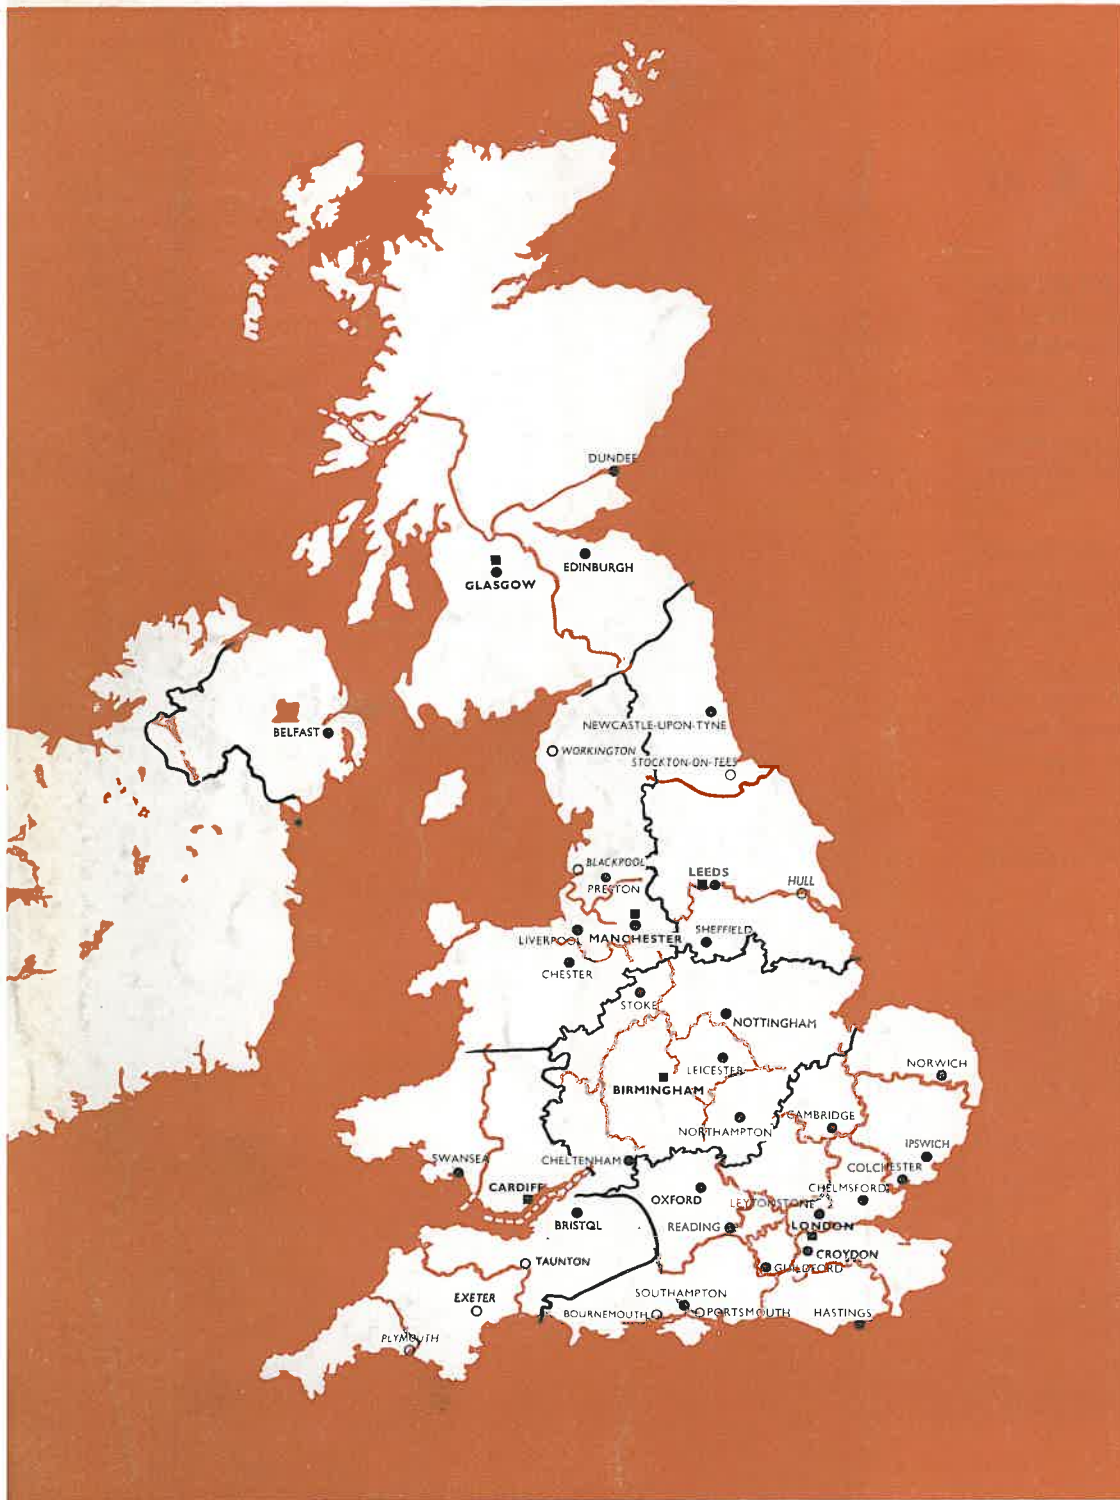 DUNDEE
EDINBURGH
GLASGOW
NEWCASTLE-UPON-TYNE
BELFAST
WORKINGTON
STOCKTON-ON-TEES
BLACKPOOL
LEEDS
HULL
PRESTON
SHEFFIELD
LIVERPOOL
MANCHESTER
CHESTER
STOKE
NOTTINGHAM
NORWICH
LEICESTER
BIRMINGHAM
CAMBRIDGE
NORTHAMPTON
IPSWICH
SWANSEA
CHELTENHAM
COLCHESTER
CARDIFF
OXFORD
CHELMSFORD
LEYTONSTONE
BRISTOL
READING
LONDON
TAUNTON
CROYDON
GUILDFORD
EXETER
SOUTHAMPTON
BOURNEMOUTH
PORTSMOUTH
HASTINGS
PLYMOUTH